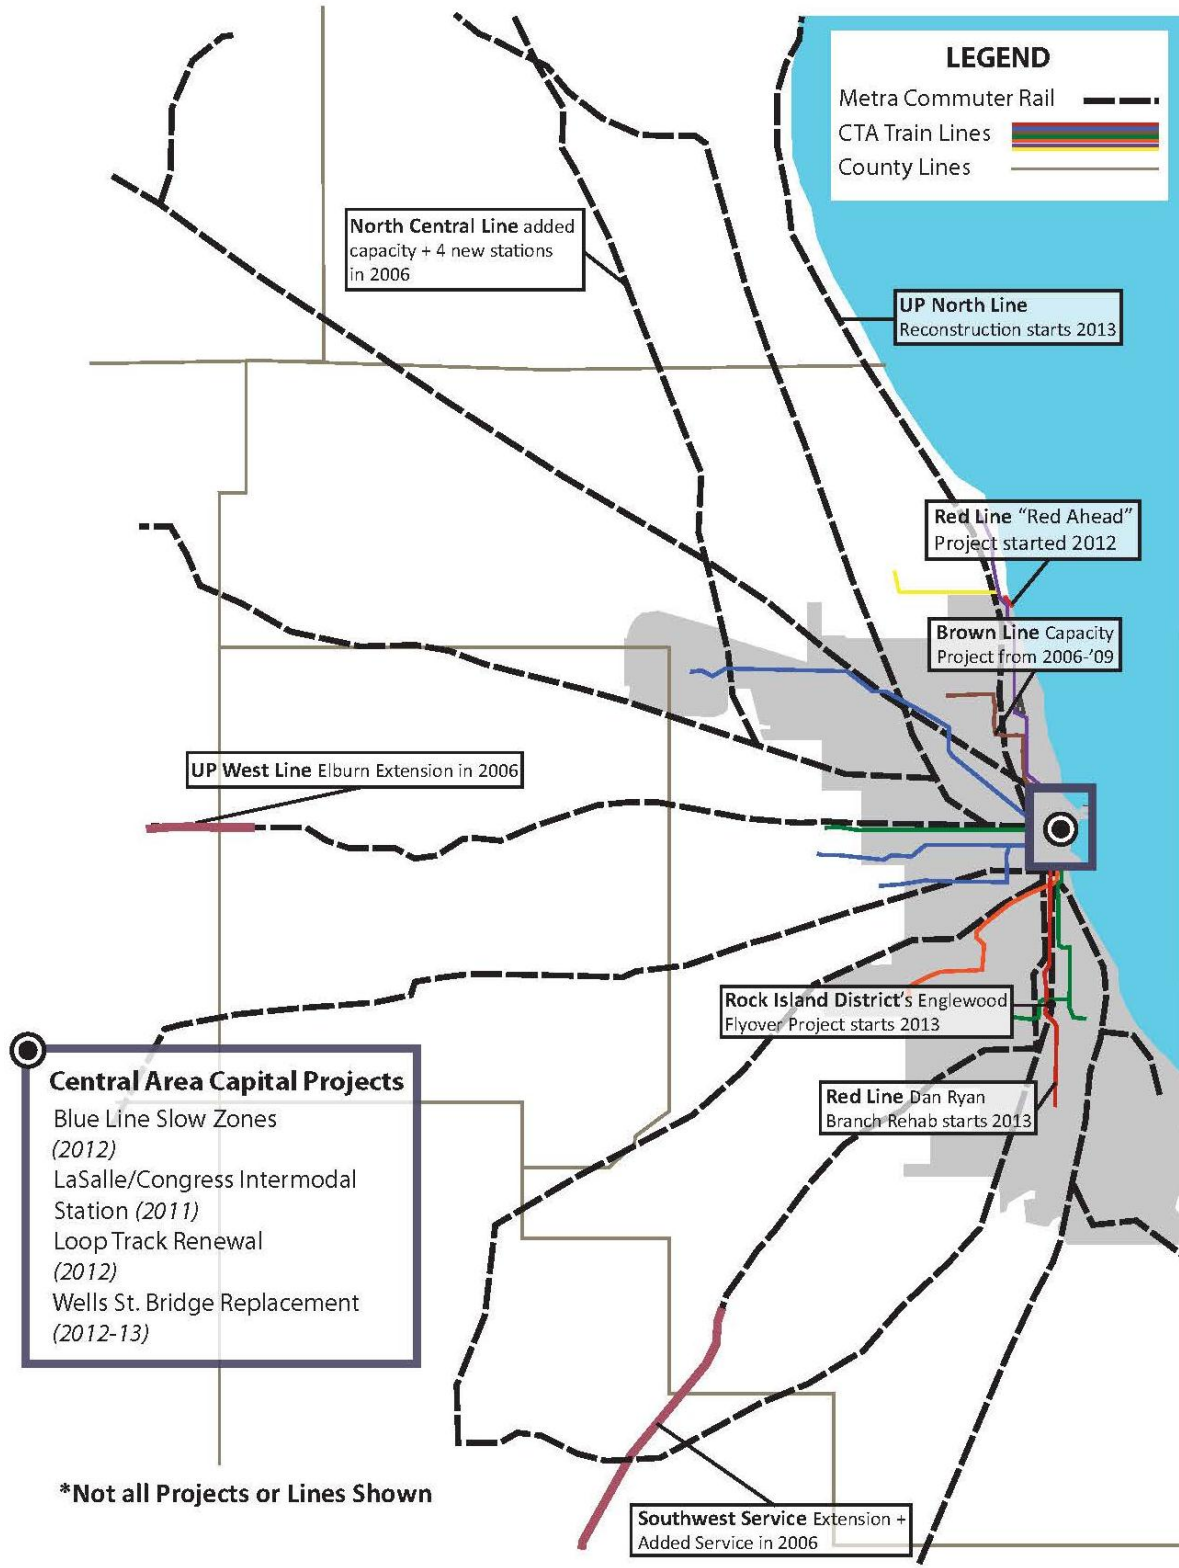 LEGEND
Metra Commuter Rail
CTA Train Lines
County Lines
North Central Line added
capacity + 4 new stations
in 2006
UP North Line
Reconstruction starts 2013
Red Line “Red Ahead”
Project started 2012
Brown Line Capacity
Project from 2006-’09
UP West Line Elburn Extension in 2006
Rock Island District’s Englewood
Flyover Project starts 2013
Red Line Dan Ryan
Branch Rehab starts 2013
Central Area Capital Projects
Blue Line Slow Zones
(2012)
LaSalle/Congress Intermodal
Station (2011)
Loop Track Renewal
(2012)
Wells St. Bridge Replacement
(2012-13)
*Not all Projects or Lines Shown
Southwest Service Extension +
Added Service in 2006